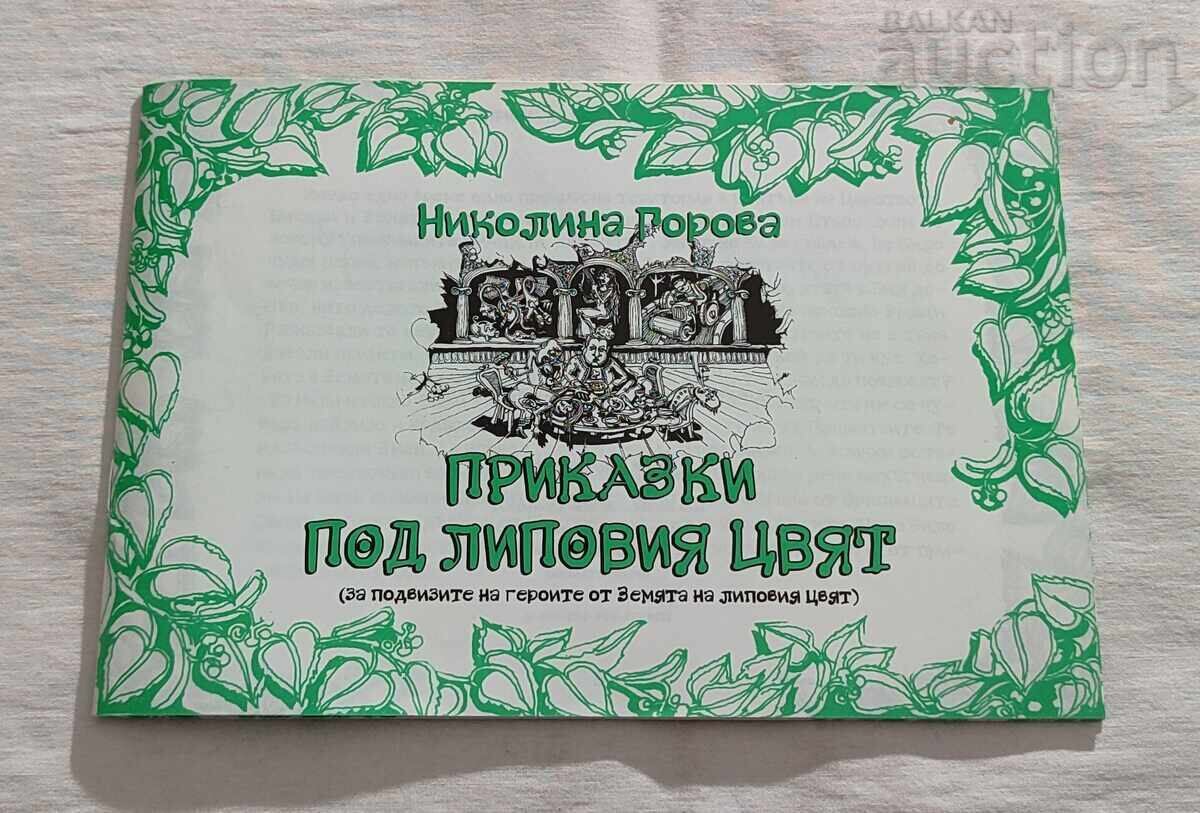 BALKAN
auction
Николина Горова
ПРИКАЗКИ
ПОД ЛИПОВИЯ ЦВЯТ
(За подвизите на героите от Земята на липовия цвят)